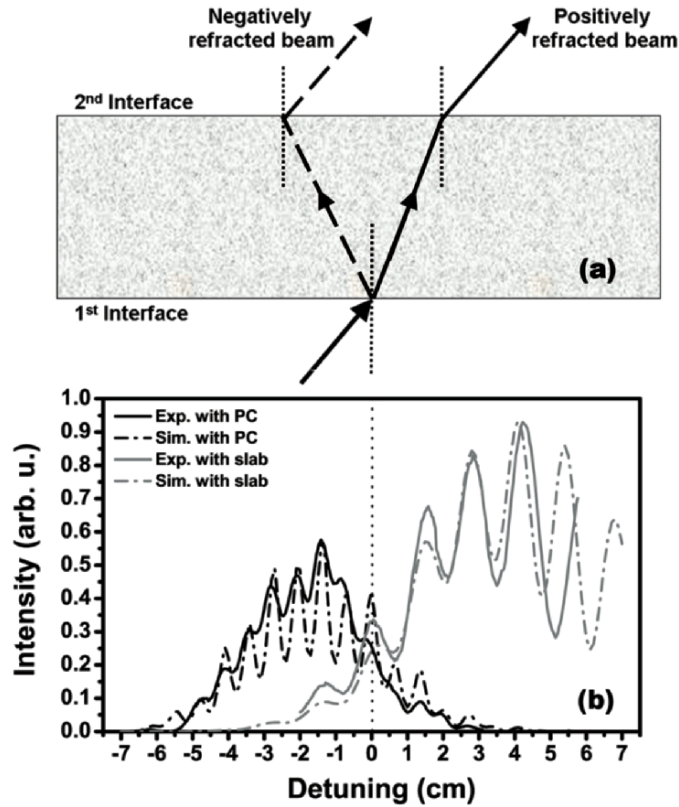 Negatively
refracted beam
Positively
refracted beam
2nd Interface
(a)
1st Interface
1.0
0.9
0.8
0.7
0.6
0.5
0.4
0.3
0.2
0.1
0.0
Intensity (arb. u.)
Exp. with PC
Sim. with PC
Exp. with slab
Sim. with slab
(b)
-7 -6 -5 -4 -3 -2 -1 0 1 2 3 4 5 6 7
Detuning (cm)